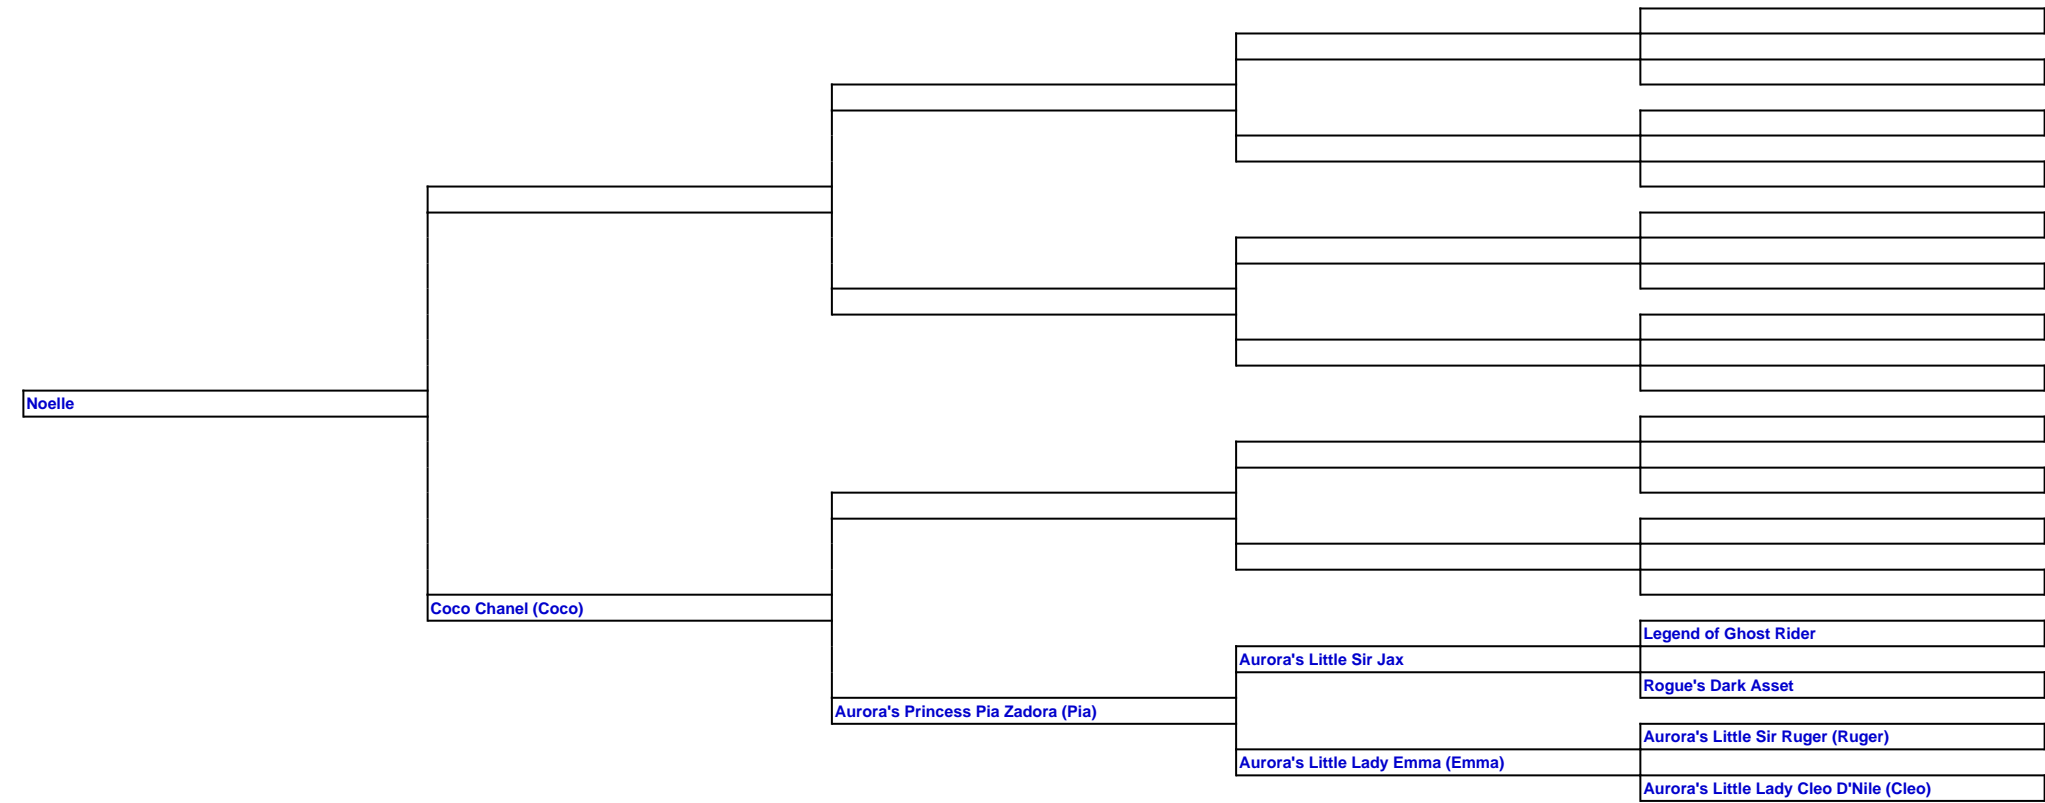 Noelle
Coco Chanel (Coco)
Legend of Ghost Rider
Aurora's Little Sir Jax
Rogue's Dark Asset
Aurora's Princess Pia Zadora (Pia)
Aurora's Little Sir Ruger (Ruger)
Aurora's Little Lady Emma (Emma)
Aurora's Little Lady Cleo D'Nile (Cleo)